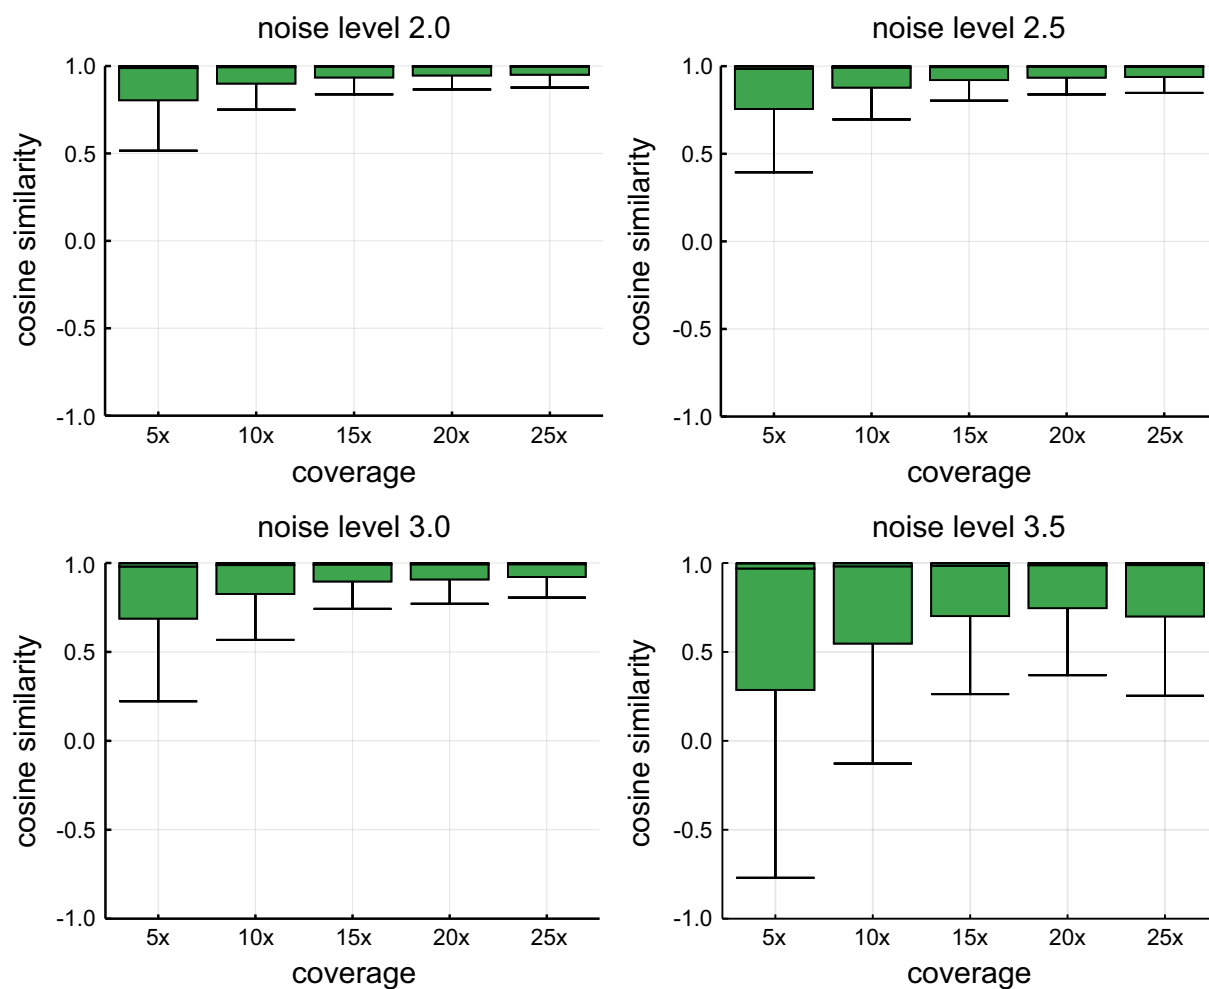 noise level 2.0
cosine similarity
1.0
0.5
0.0
-0.5
-1.0
5x 10x 15x 20x 25x
coverage
noise level 2.5
cosine similarity
1.0
0.5
0.0
-0.5
-1.0
5x 10x 15x 20x 25x
coverage
noise level 3.0
cosine similarity
1.0
0.5
0.0
-0.5
-1.0
5x 10x 15x 20x 25x
coverage
noise level 3.5
cosine similarity
1.0
0.5
0.0
-0.5
-1.0
5x 10x 15x 20x 25x
coverage